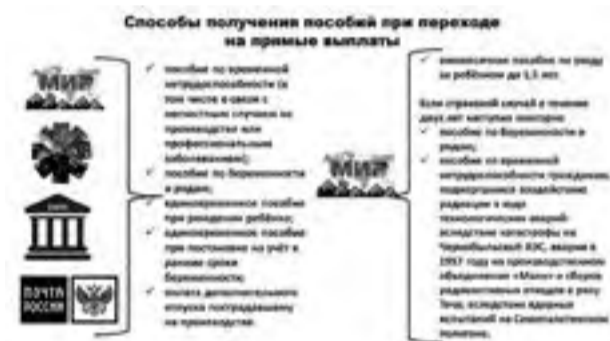 Способы получения пособий при переходе
на прямые выплаты
МИР
БАНК
ПОЧТА
РОССИИ
пособие по временной
нетрудоспособности (в
том числе в связи с
несчастным случаем на
производстве или
профессиональным
заболеванием);
пособие по беременности
и родам;
единовременное пособие
при рождении ребёнка;
единовременное пособие
при постановке на учёт в
ранние сроки
беременности;
оплата дополнительного
отпуска пострадавшему
на производстве.
МИР
ежемесячное пособие по уходу
за ребёнком до 1,5 лет.
Если страховой случай в течение
двух лет наступил повторно
пособие по беременности и
родам;
пособие по временной
нетрудоспособности гражданам,
подвергшимся воздействию
радиации в ходе
техногенных аварий:
вследствие катастрофы на
Чернобыльской АЭС, аварии в
1957 году на производственном
объединении «Маяк» и сбросов
радиоактивных отходов в реку
Теча; вследствие ядерных
испытаний на Семипалатинском
полигоне.